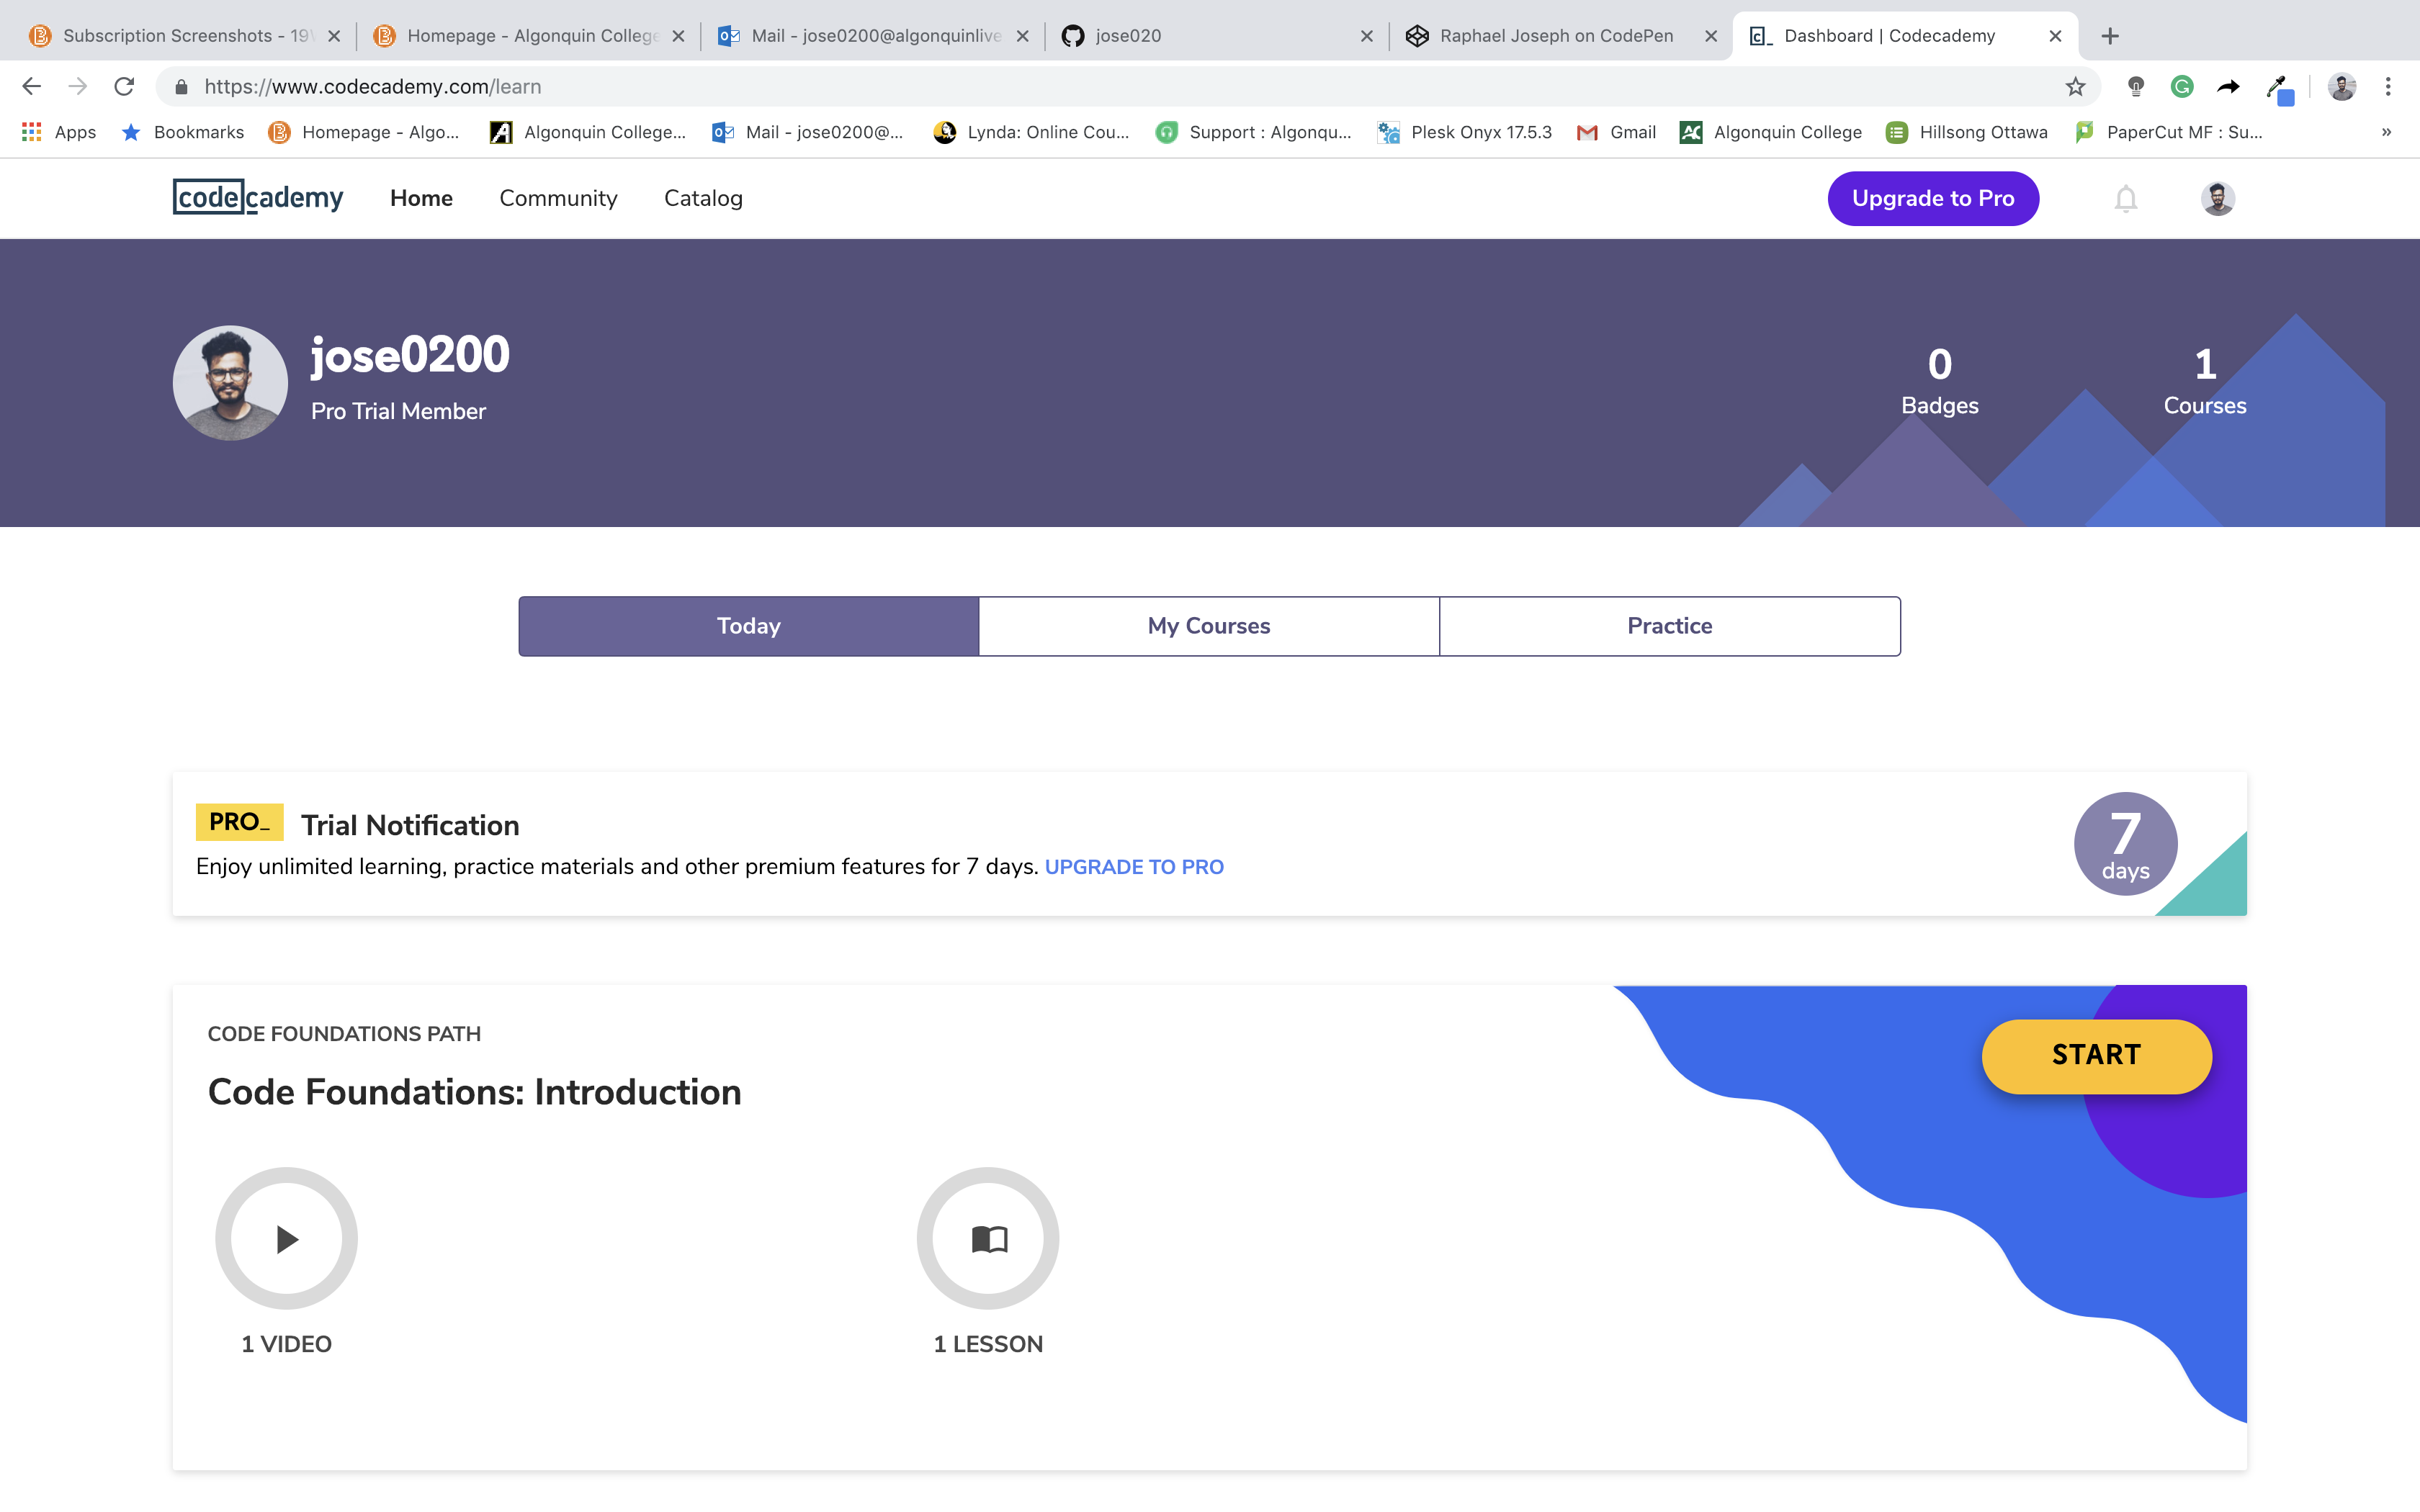 Subscription Screenshots - 19
Homepage - Algonquin College
Mail - jose0200@algonquinlive
jose020
Raphael Joseph on CodePen
Dashboard | Codecademy
https://www.codecademy.com/learn
Apps
Bookmarks
Homepage - Algo...
Algonquin College...
Mail - jose0200@...
Lynda: Online Cou...
Support : Algonqu...
Plesk Onyx 17.5.3
Gmail
Algonquin College
Hillsong Ottawa
PaperCut MF : Su...
codecademy
Home
Community
Catalog
Upgrade to Pro
jose0200
Pro Trial Member
0
Badges
1
Courses
Today
My Courses
Practice
PRO_ Trial Notification
Enjoy unlimited learning, practice materials and other premium features for 7 days. UPGRADE TO PRO
7
days
CODE FOUNDATIONS PATH
Code Foundations: Introduction
START
1 VIDEO
1 LESSON